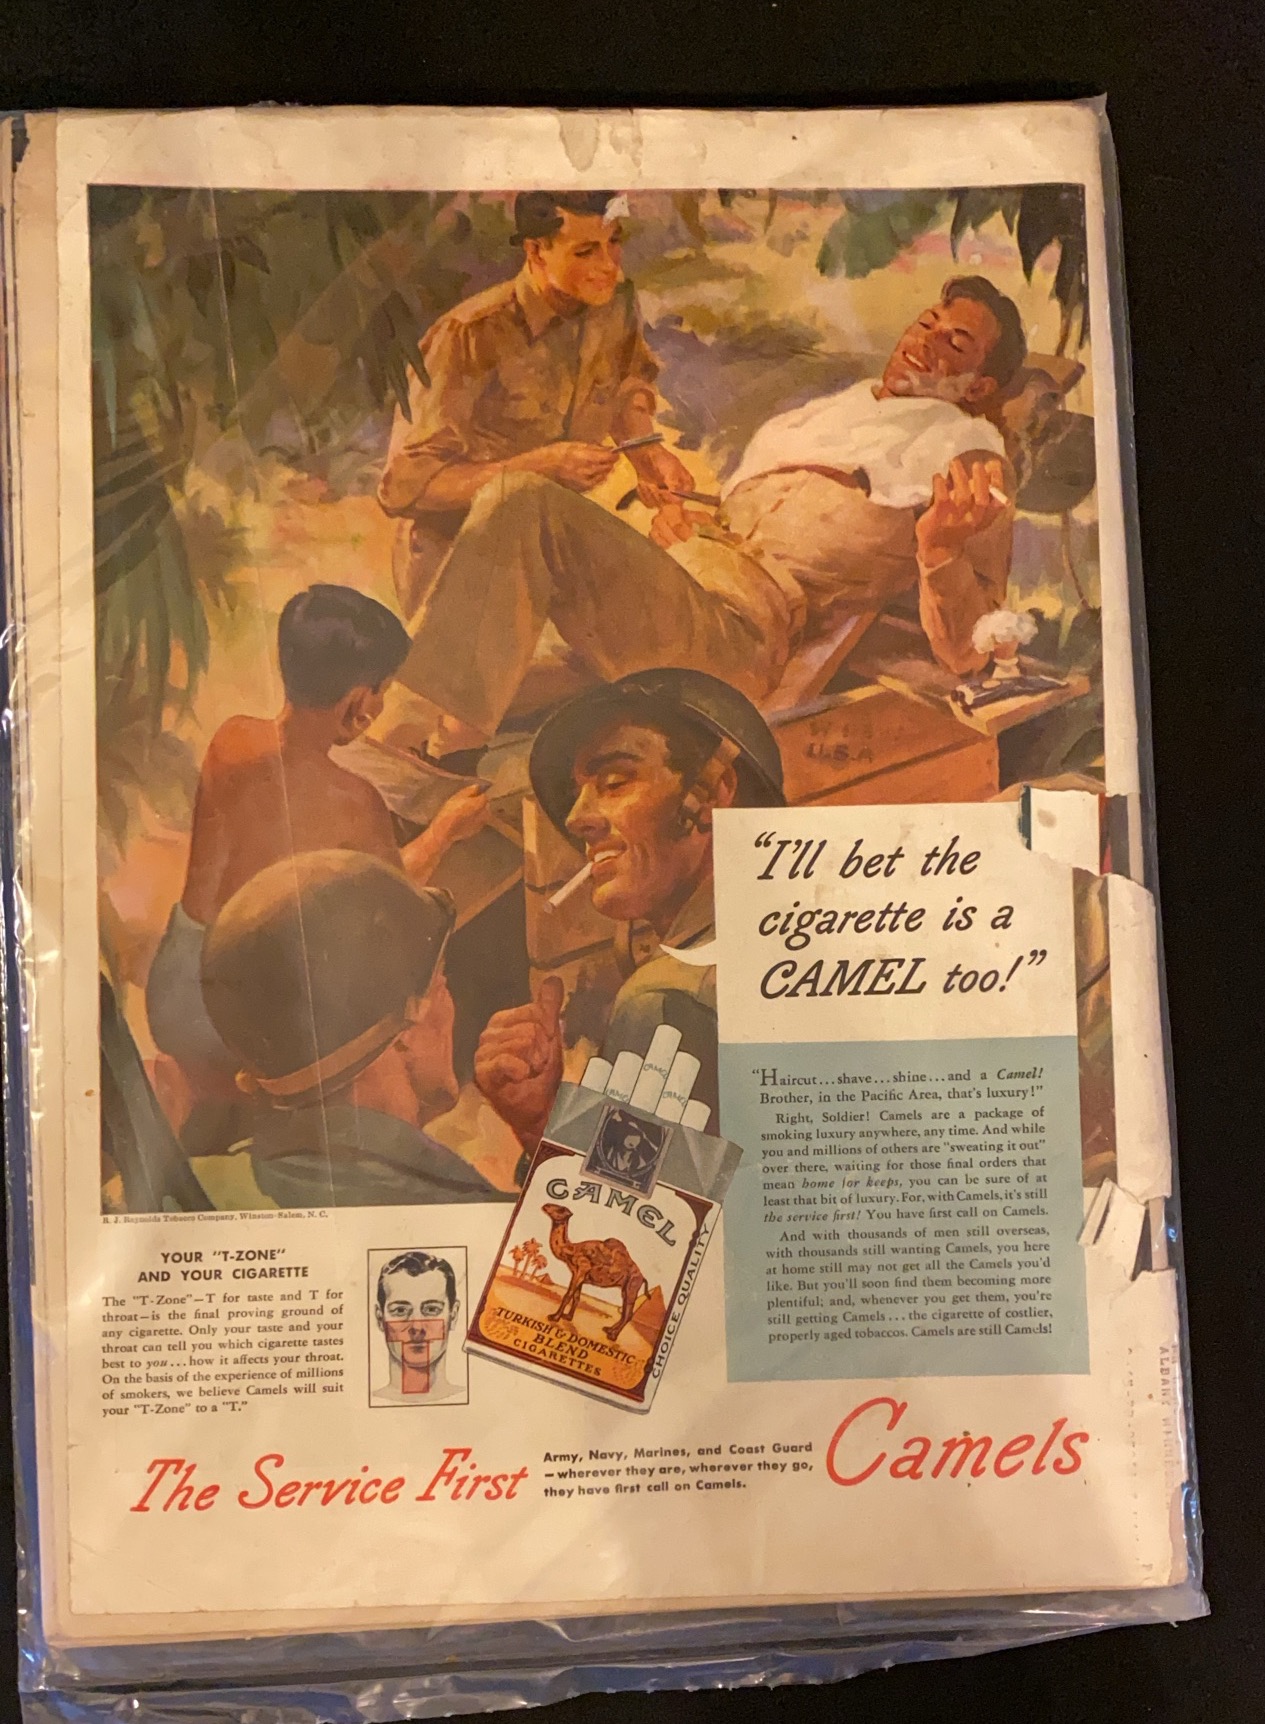 U.S.A
"I'll bet the
cigarette is a
CAMEL too!"
"Haircut...shave...shine...and a Camel!
Brother, in the Pacific Area, that's luxury!"
Right, Soldier! Camels are a package of
smoking luxury anywhere, any time. And while
you and millions of others are "sweating it out"
over there, waiting for those final orders that
mean home for keeps, you can be sure of at
least that bit of luxury. For, with Camels, it's still
the service first! You have first call on Camels.
And with thousands of men still overseas,
with thousands still wanting Camels, you here
at home still may not get all the Camels you'd
like. But you'll soon find them becoming more
plentiful; and, whenever you get them, you're
still getting Camels...the cigarette of costlier,
properly aged tobaccos. Camels are still Camels!
R. J. Reynolds Tobacco Company, Winston-Salem, N. C.
YOUR "T-ZONE"
AND YOUR CIGARETTE
The "T-Zone"—T for taste and T for
throat—is the final proving ground of
any cigarette. Only your taste and your
throat can tell you which cigarette tastes
best to you...how it affects your throat.
On the basis of the experience of millions
of smokers, we believe Camels will suit
your "T-Zone" to a "T."
CAMEL
CAMEL
TURKISH & DOMESTIC
BLEND
CIGARETTES
CHOICE QUALITY
The Service First
Army, Navy, Marines, and Coast Guard
—wherever they are, wherever they go,
they have first call on Camels.
Camels